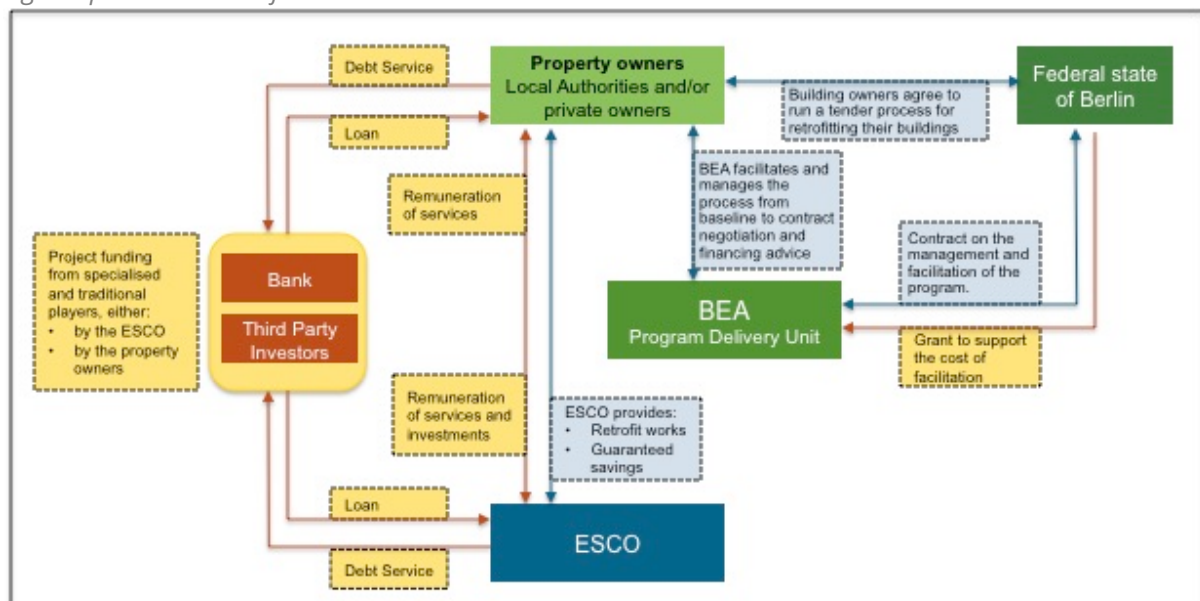 Debt Service
Property owners
Local Authorities and/or
private owners
Federal state
of Berlin
Building owners agree to
run a tender process for
retrofitting their buildings
Loan
BEA facilitates and
manages the
process from
baseline to contract
negotiation and
financing advice
Remuneration
of services
Contract on the
management and
facilitation of the
program.
Project funding
from specialised
and traditional
players, either:
• by the ESCO
• by the property
owners
Bank
Third Party
Investors
BEA
Program Delivery Unit
Grant to support
the cost of
facilitation
Remuneration
of services and
investments
ESCO provides:
• Retrofit works
• Guaranteed
savings
Loan
ESCO
Debt Service